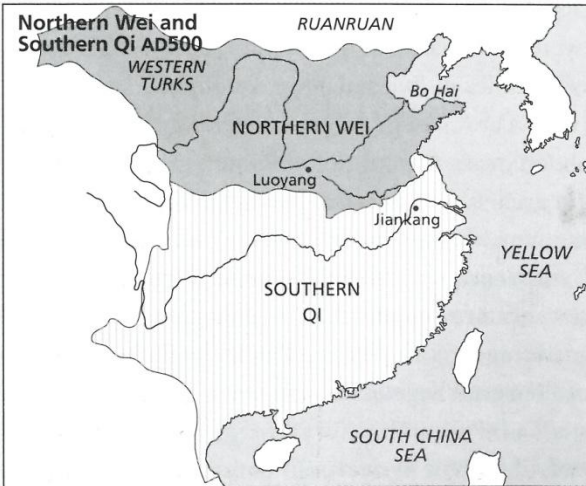 Northern Wei and
Southern Qi AD500
RUANRUAN
WESTERN
TURKS
Bo Hai
NORTHERN WEI
Luoyang
Jiankang
YELLOW
SEA
SOUTHERN
QI
SOUTH CHINA
SEA